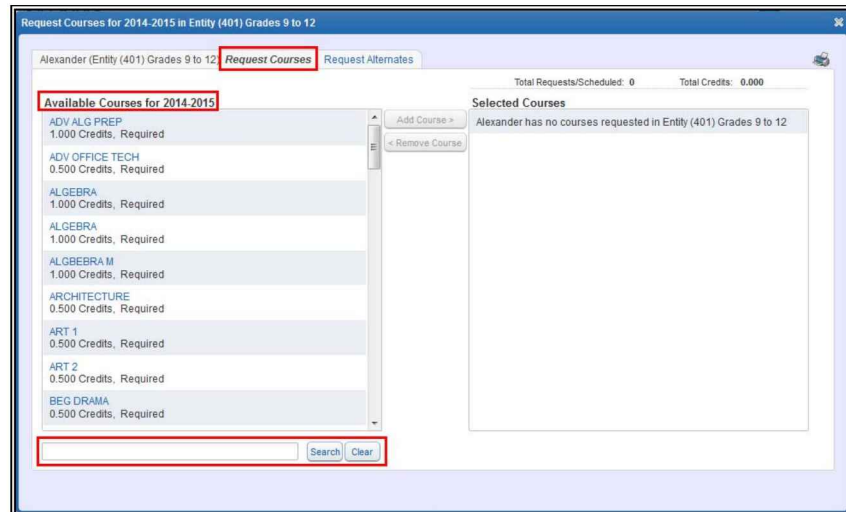 Request Courses for 2014-2015 in Entity (401) Grades 9 to 12
Alexander (Entity (401) Grades 9 to 12) Request Courses Request Alternates
Total Requests/Scheduled: 0 Total Credits: 0.000
Available Courses for 2014-2015
ADV ALG PREP
1.000 Credits, Required
ADV OFFICE TECH
0.500 Credits, Required
ALGEBRA
1.000 Credits, Required
ALGEBRA
1.000 Credits, Required
ALGBEBRA M
1.000 Credits, Required
ARCHITECTURE
0.500 Credits, Required
ART 1
0.500 Credits, Required
ART 2
0.500 Credits, Required
BEG DRAMA
0.500 Credits, Required
Search Clear
Add Course >
< Remove Course
Selected Courses
Alexander has no courses requested in Entity (401) Grades 9 to 12